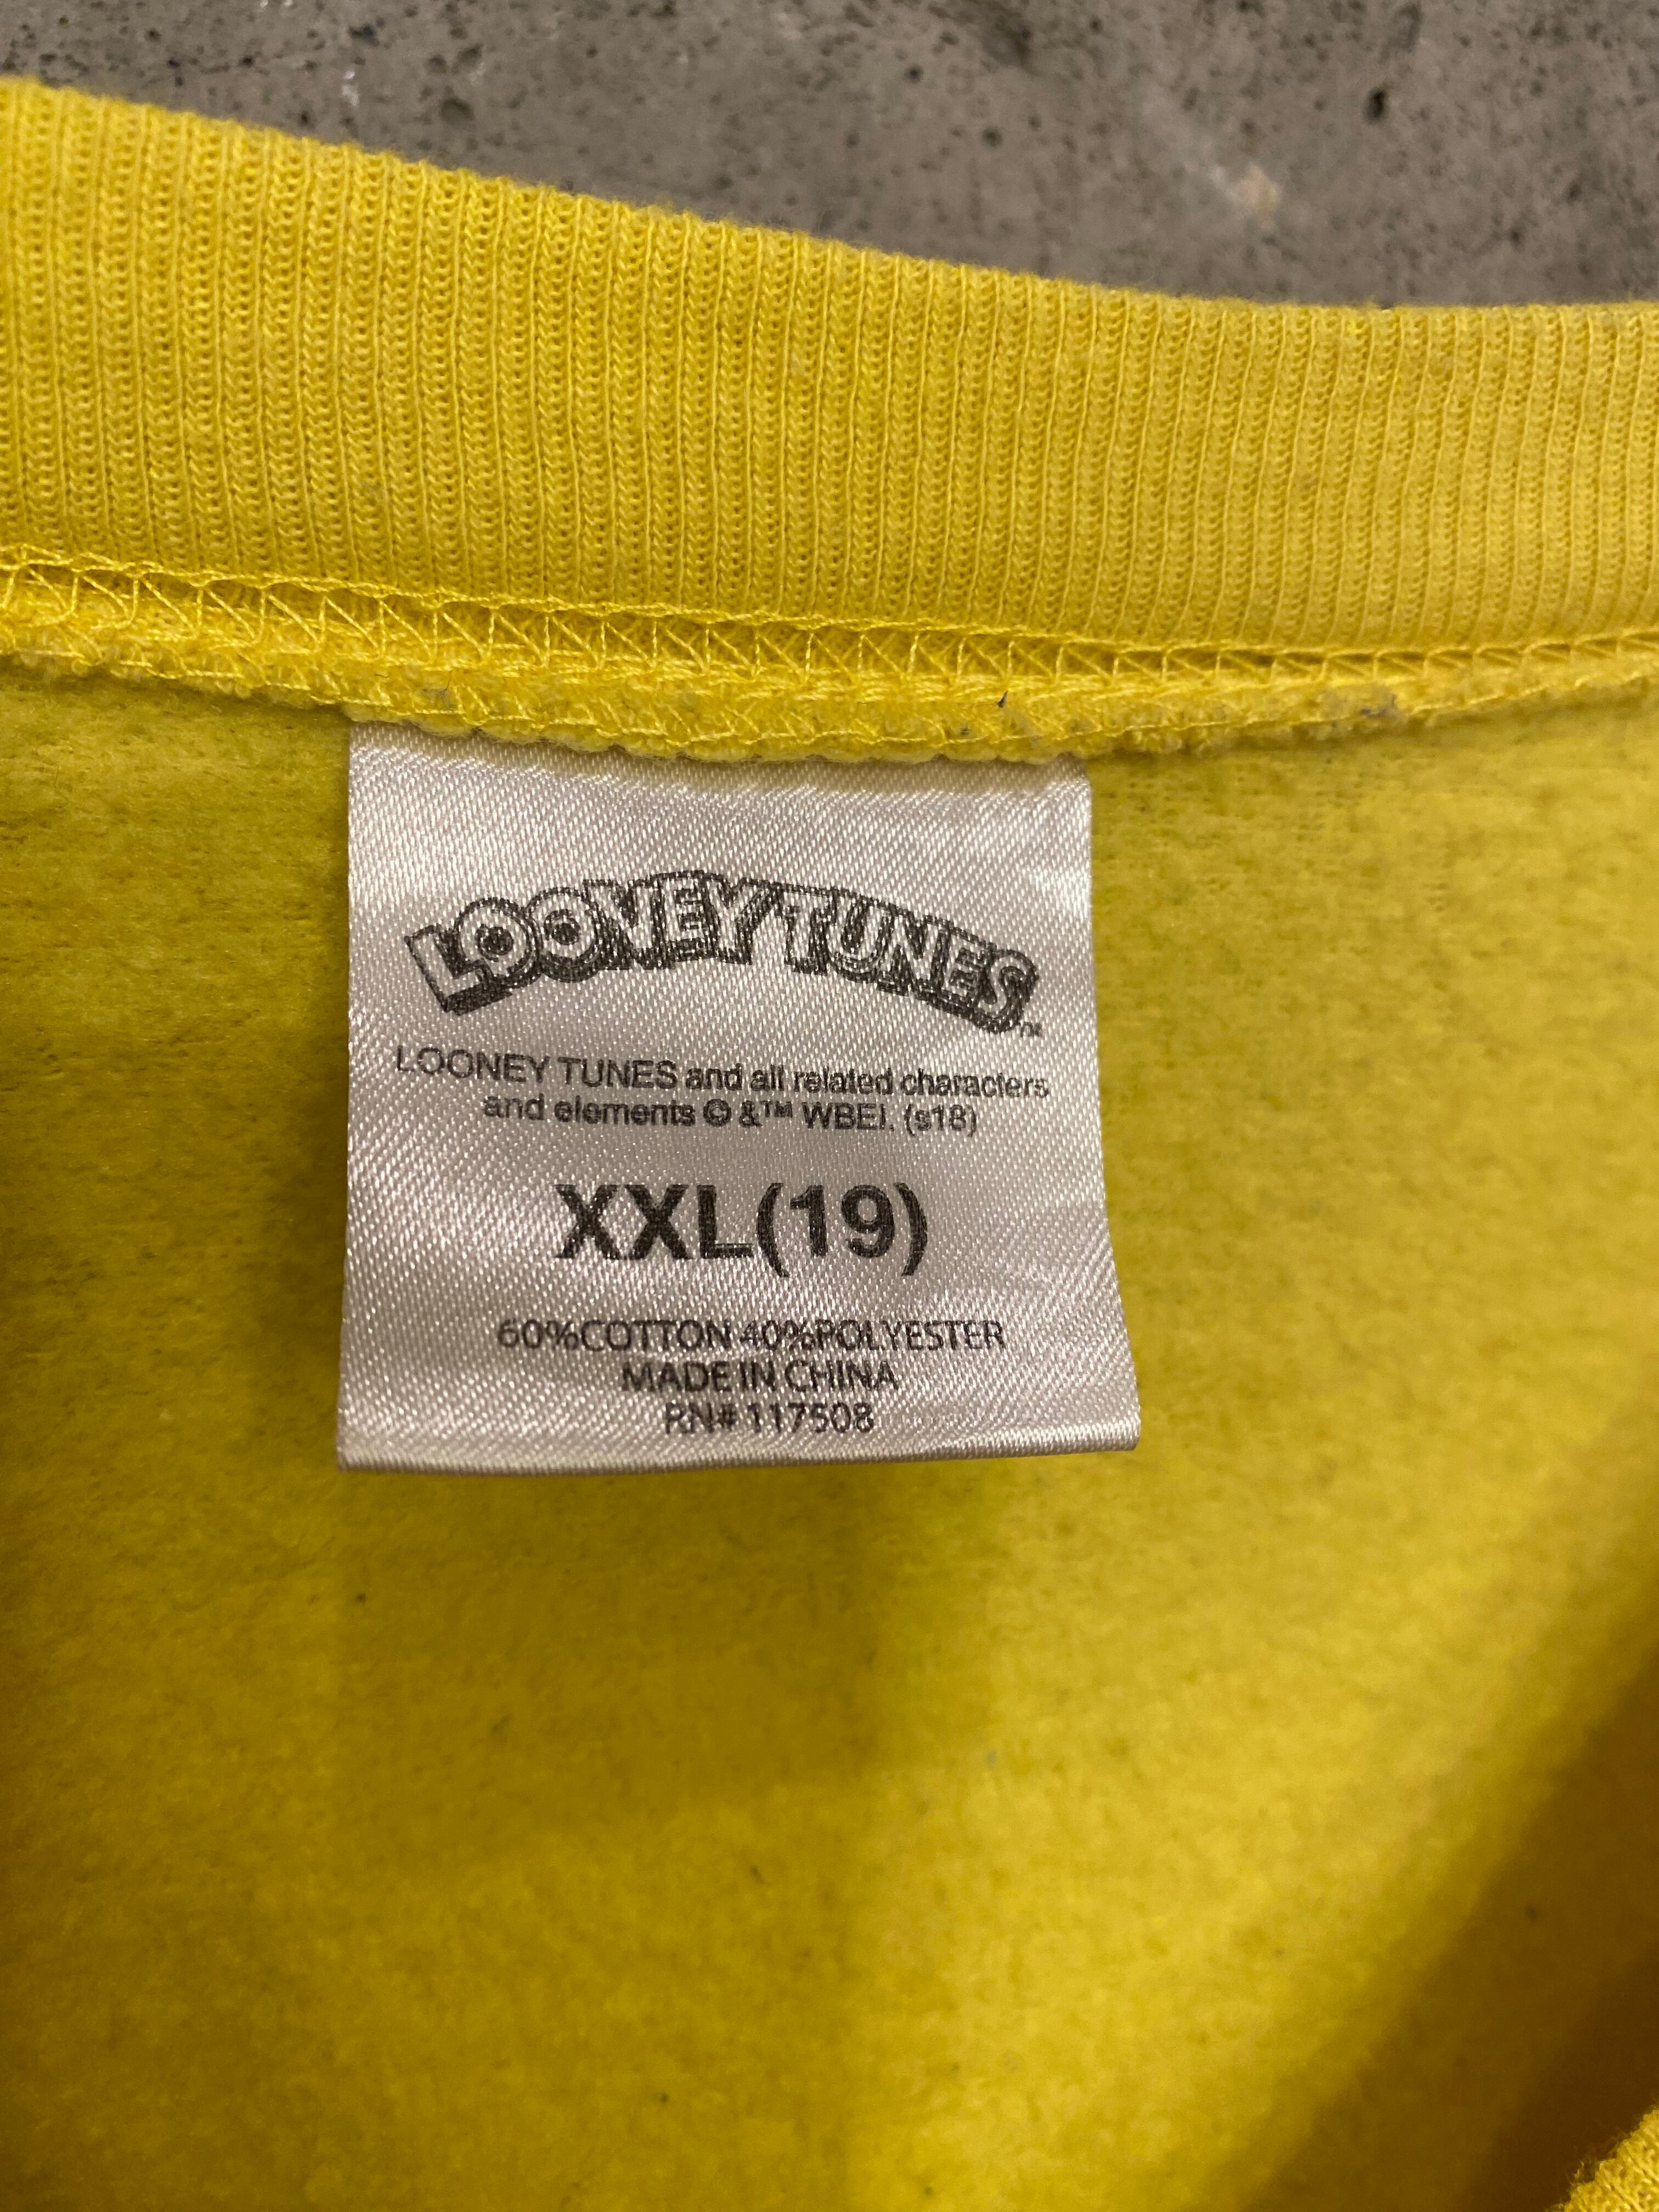 LOONEY TUNES™
LOONEY TUNES and all related characters
and elements © &™ WBEI. (s18)
XXL(19)
60%COTTON 40%POLYESTER
MADE IN CHINA
RN# 117508